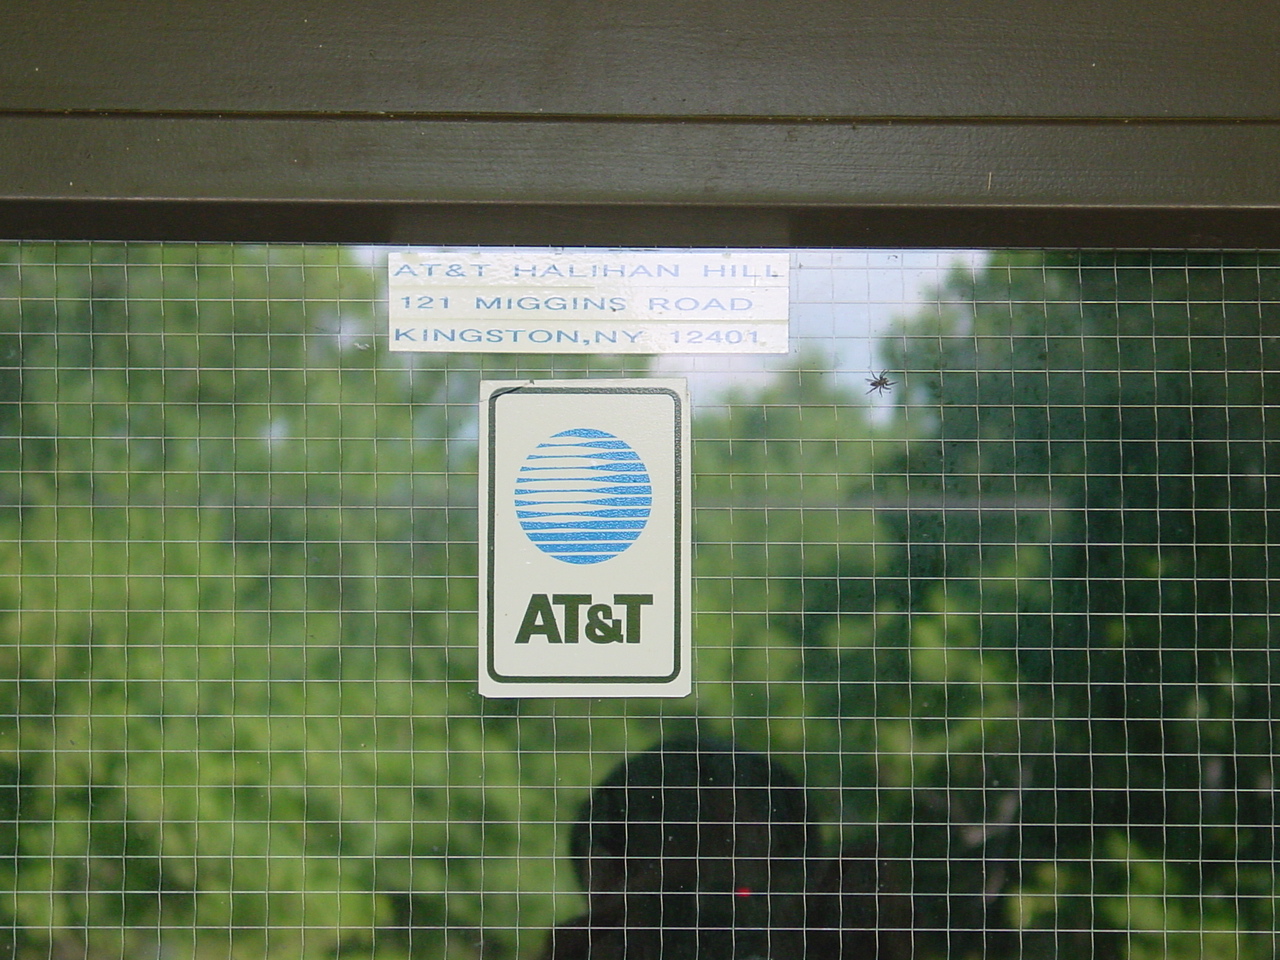 AT&T HALIHAN HILL
121 MIGGINS ROAD
KINGSTON,NY 12401
AT&T